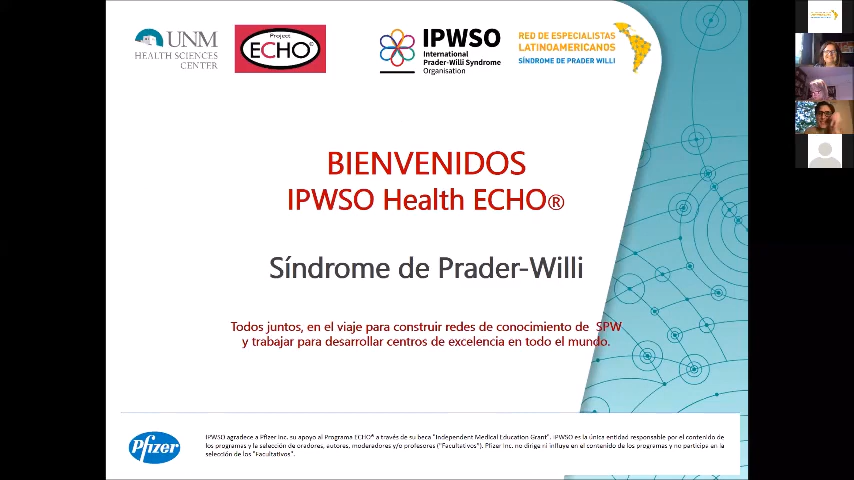 UNM
HEALTH SCIENCES
CENTER
Project
ECHO
IPWSO
International
Prader-Willi Syndrome
Organisation
RED DE ESPECIALISTAS
LATINOAMERICANOS
SÍNDROME DE PRADER WILLI
BIENVENIDOS
IPWSO Health ECHO®
Síndrome de Prader-Willi
Todos juntos, en el viaje para construir redes de conocimiento de SPW
y trabajar para desarrollar centros de excelencia en todo el mundo.
Pfizer
IPWSO agradece a Pfizer Inc. su apoyo al Programa ECHO® a través de su beca "Independent Medical Education Grant". IPWSO es la única entidad responsable por el contenido de
los programas y la selección de oradores, autores, moderadores y/o profesores ("Facultativos"). Pfizer Inc. no dirige ni influye en el contenido de los programas y no participa en la
selección de los "Facultativos".